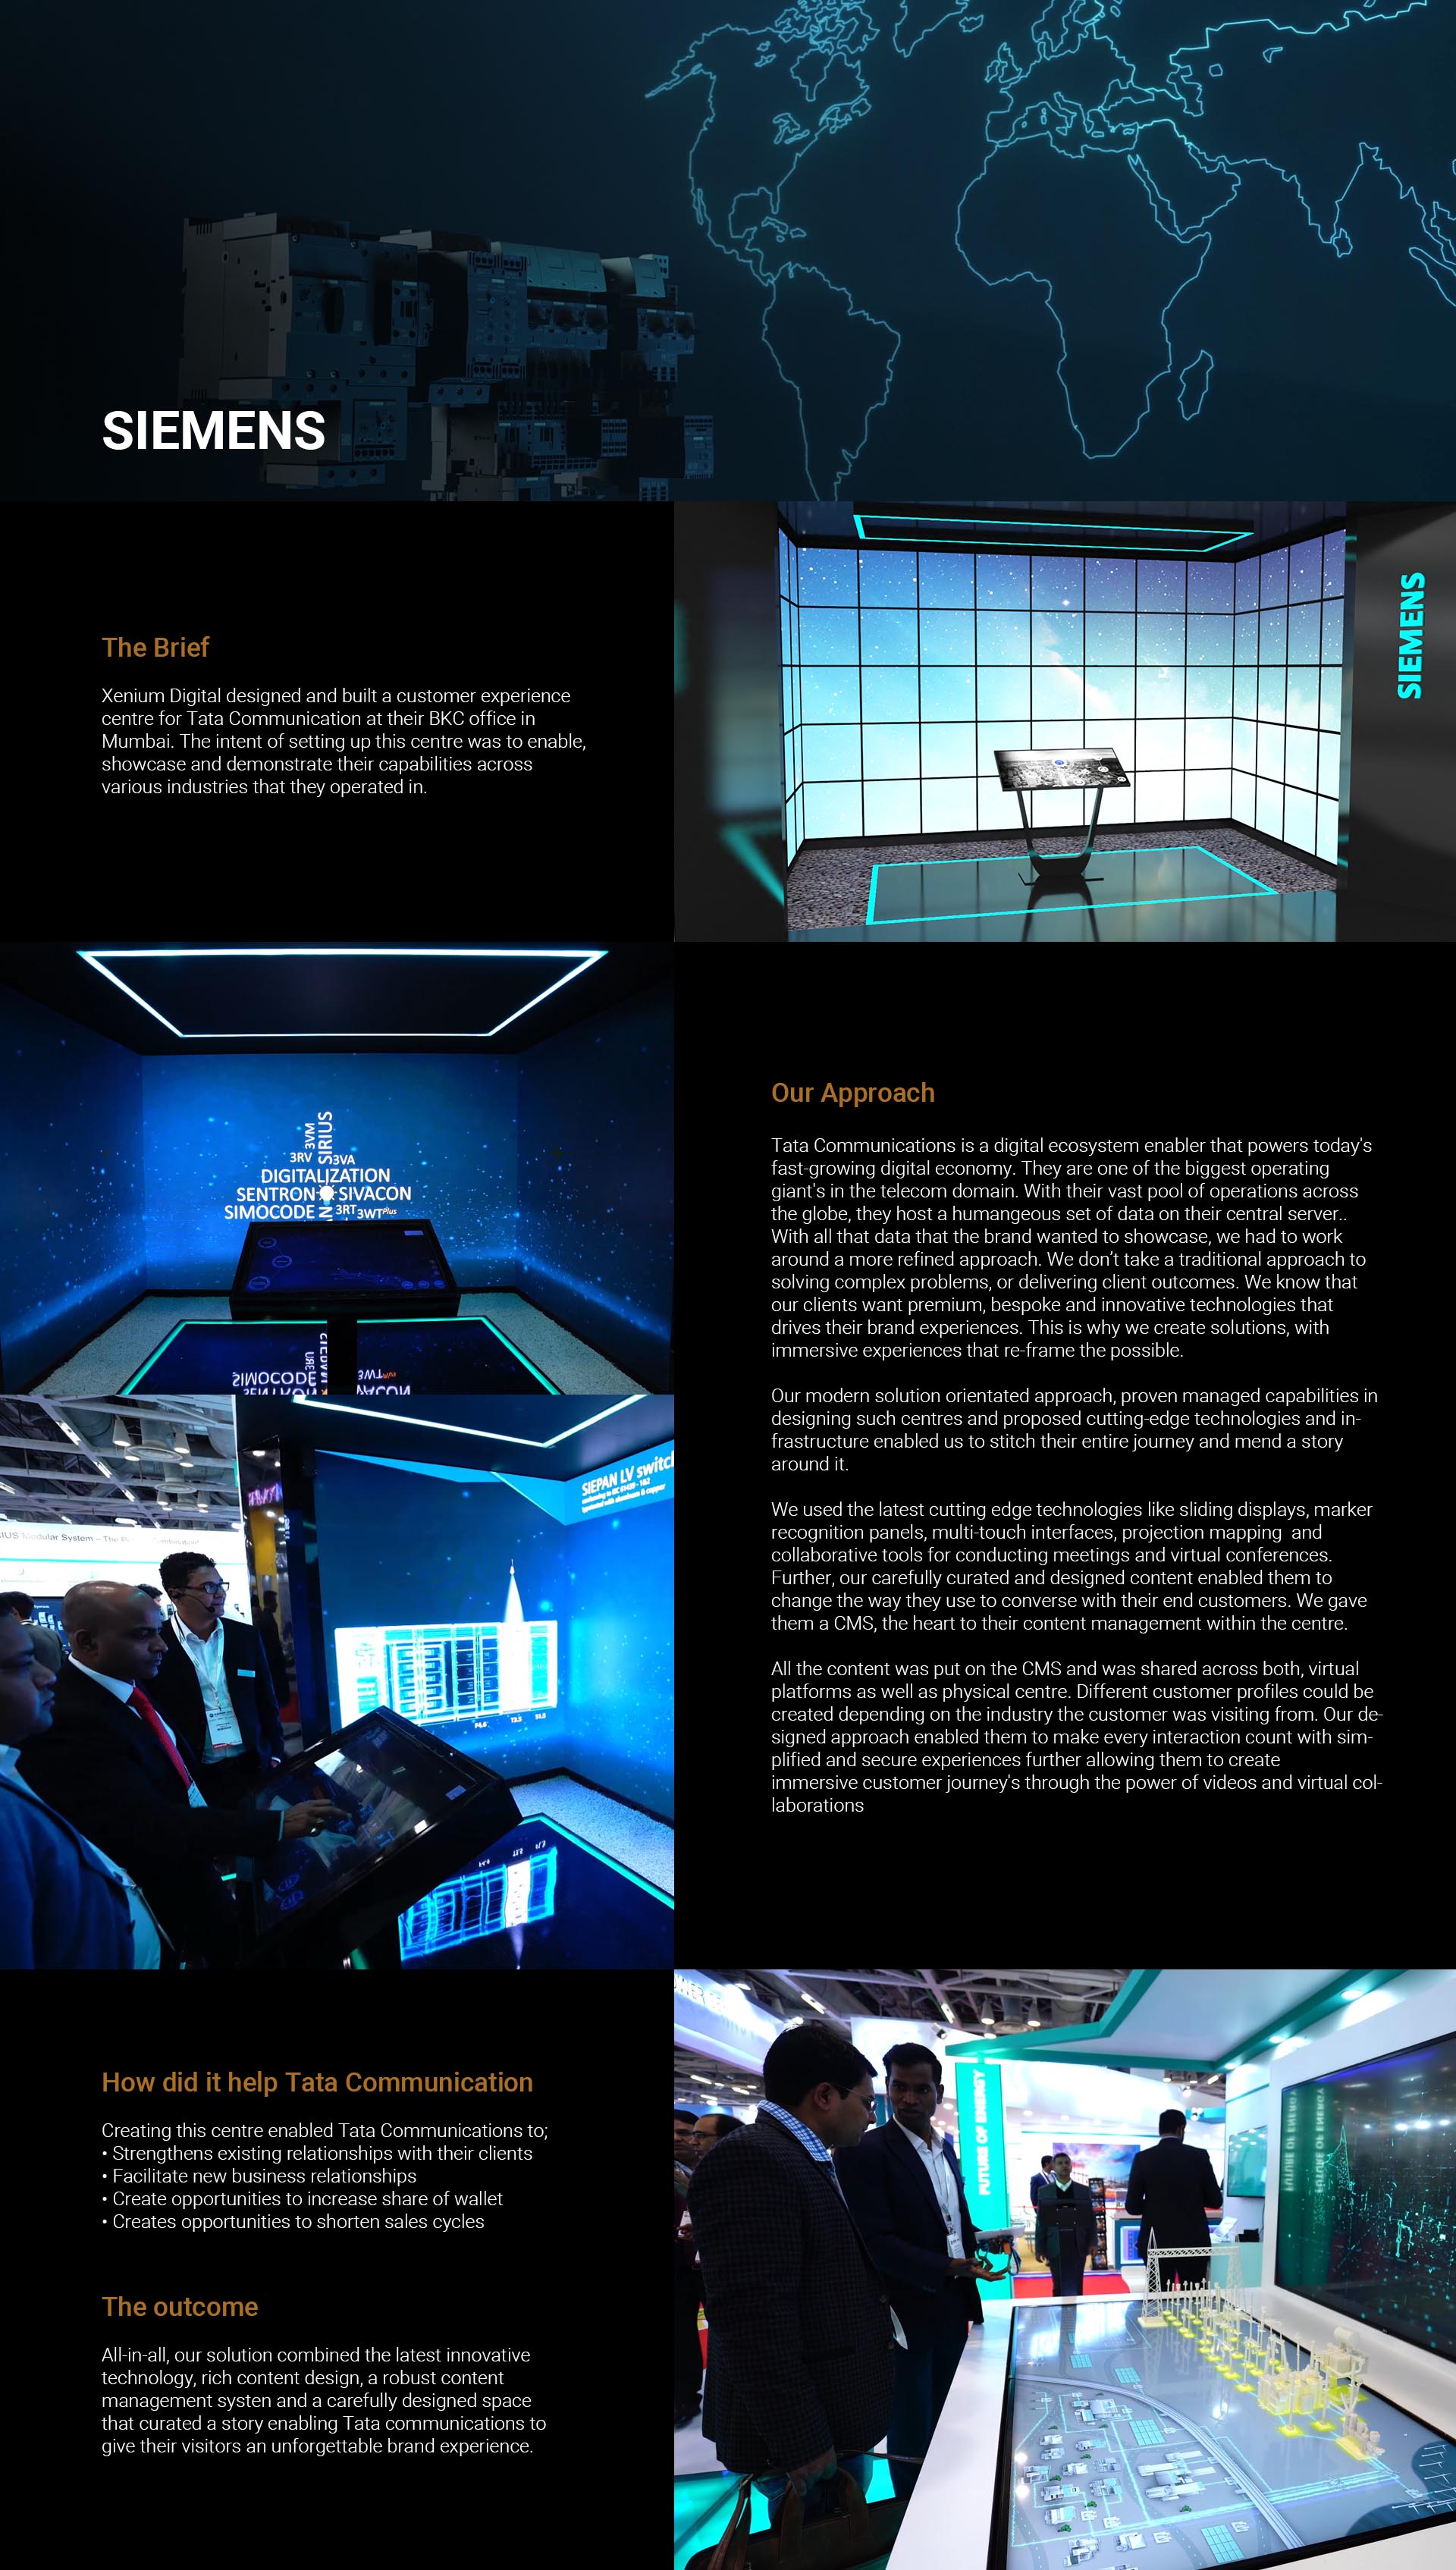 SIEMENS
The Brief
Xenium Digital designed and built a customer experience
centre for Tata Communication at their BKC office in
Mumbai. The intent of setting up this centre was to enable,
showcase and demonstrate their capabilities across
various industries that they operated in.
SIEMENS
3VM
SIRIUS
3RV
3VA
DIGITALIZATION
SENTRON SIVACON
SIMOCODE 3RT 3WTPlus
Our Approach
Tata Communications is a digital ecosystem enabler that powers today's
fast-growing digital economy. They are one of the biggest operating
giant's in the telecom domain. With their vast pool of operations across
the globe, they host a humangeous set of data on their central server..
With all that data that the brand wanted to showcase, we had to work
around a more refined approach. We don't take a traditional approach to
solving complex problems, or delivering client outcomes. We know that
our clients want premium, bespoke and innovative technologies that
drives their brand experiences. This is why we create solutions, with
immersive experiences that re-frame the possible.
Our modern solution orientated approach, proven managed capabilities in
designing such centres and proposed cutting-edge technologies and in-
frastructure enabled us to stitch their entire journey and mend a story
around it.
We used the latest cutting edge technologies like sliding displays, marker
recognition panels, multi-touch interfaces, projection mapping  and
collaborative tools for conducting meetings and virtual conferences.
Further, our carefully curated and designed content enabled them to
change the way they use to converse with their end customers. We gave
them a CMS, the heart to their content management within the centre.
All the content was put on the CMS and was shared across both, virtual
platforms as well as physical centre. Different customer profiles could be
created depending on the industry the customer was visiting from. Our de-
signed approach enabled them to make every interaction count with sim-
plified and secure experiences further allowing them to create
immersive customer journey's through the power of videos and virtual col-
laborations
SIEPAN LV switch
IUS Modular System – The
How did it help Tata Communication
Creating this centre enabled Tata Communications to;
• Strengthens existing relationships with their clients
• Facilitate new business relationships
• Create opportunities to increase share of wallet
• Creates opportunities to shorten sales cycles
The outcome
All-in-all, our solution combined the latest innovative
technology, rich content design, a robust content
management systen and a carefully designed space
that curated a story enabling Tata communications to
give their visitors an unforgettable brand experience.
FUTURE OF ENERGY